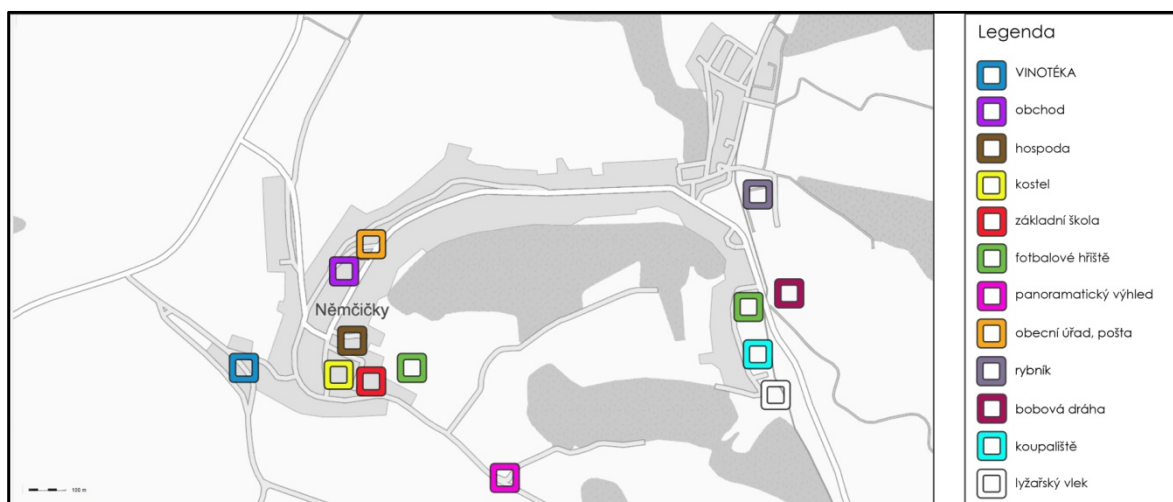 Němčičky
100 m
Legenda
VINOTÉKA
obchod
hospoda
kostel
základní škola
fotbalové hřiště
panoramatický výhled
obecní úřad, pošta
rybník
bobová dráha
koupaliště
lyžařský vlek